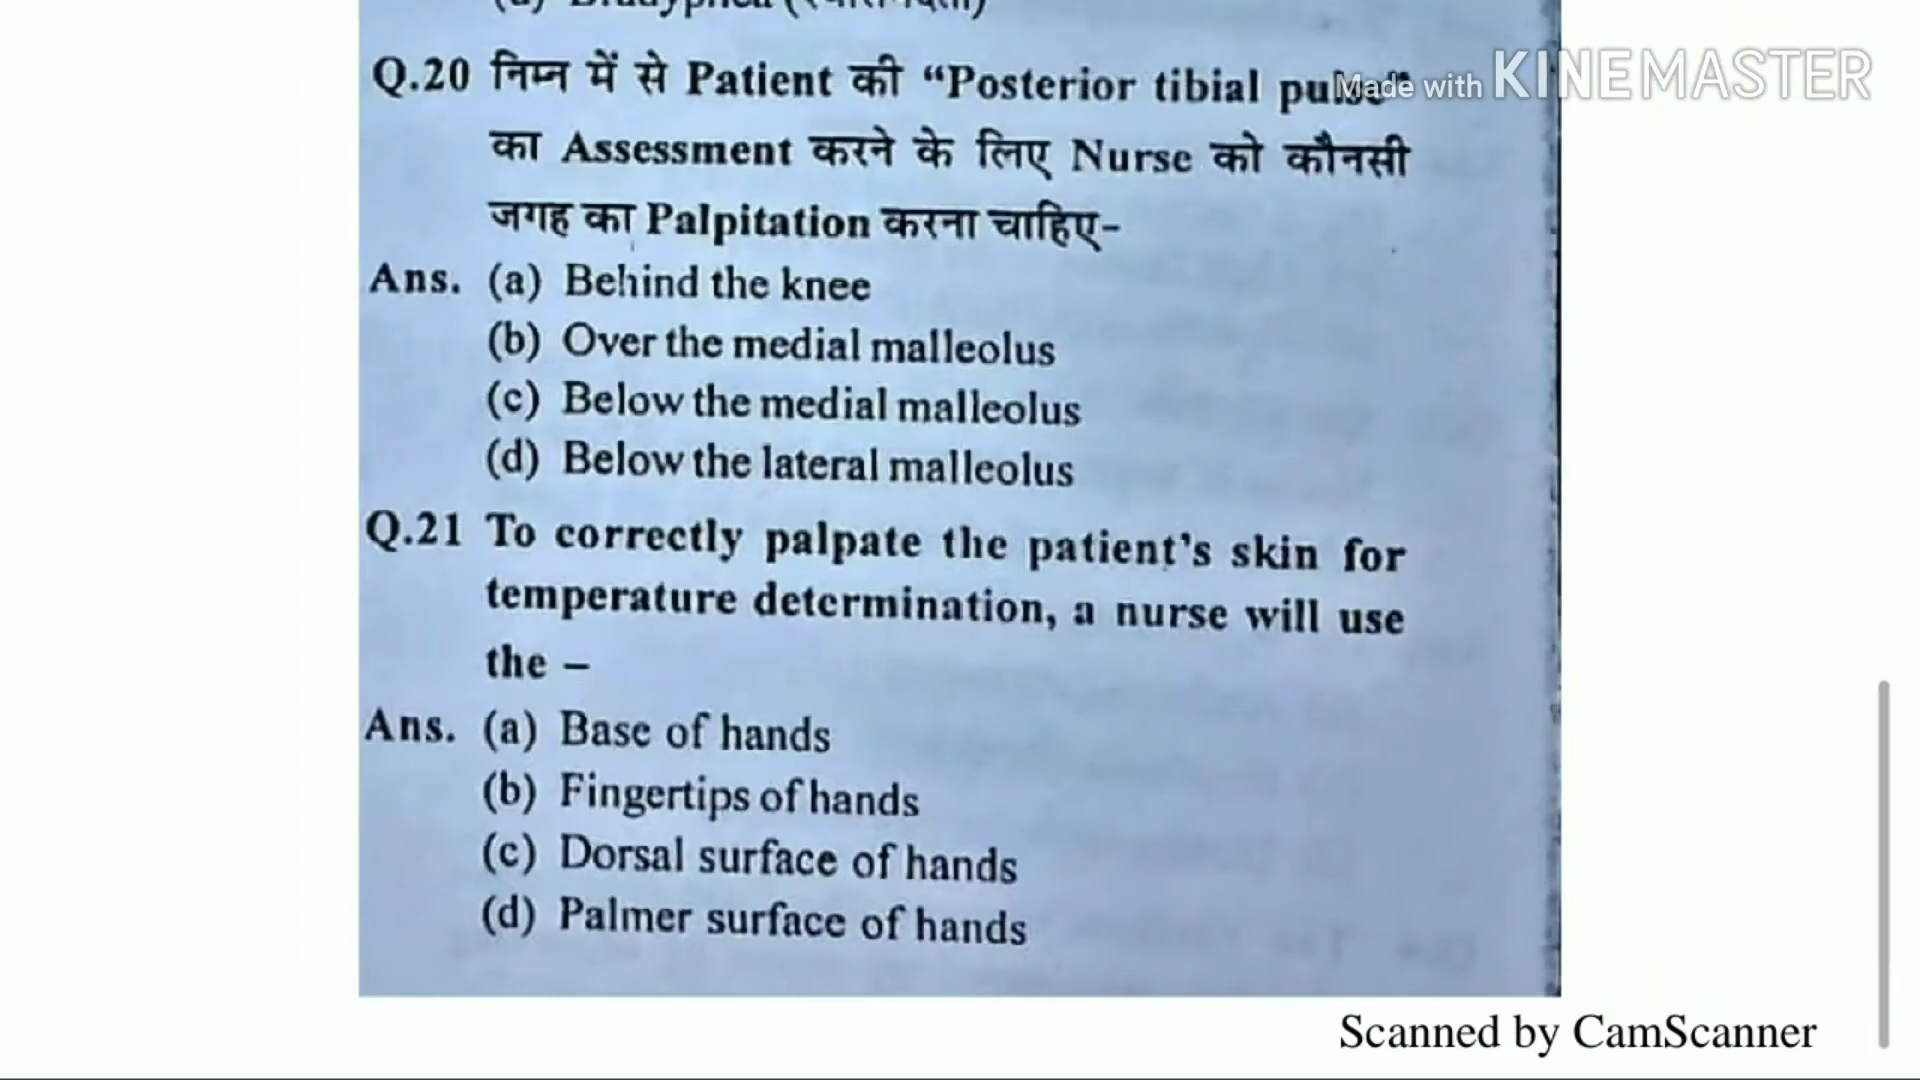 Made with KINEMASTER
Q.20 निम्न में से Patient की “Posterior tibial pulse”
का Assessment करने के लिए Nurse को कौनसी
जगह का Palpitation करना चाहिए-
Ans. (a) Behind the knee
(b) Over the medial malleolus
(c) Below the medial malleolus
(d) Below the lateral malleolus
Q.21 To correctly palpate the patient's skin for
temperature determination, a nurse will use
the –
Ans. (a) Base of hands
(b) Fingertips of hands
(c) Dorsal surface of hands
(d) Palmer surface of hands
Scanned by CamScanner